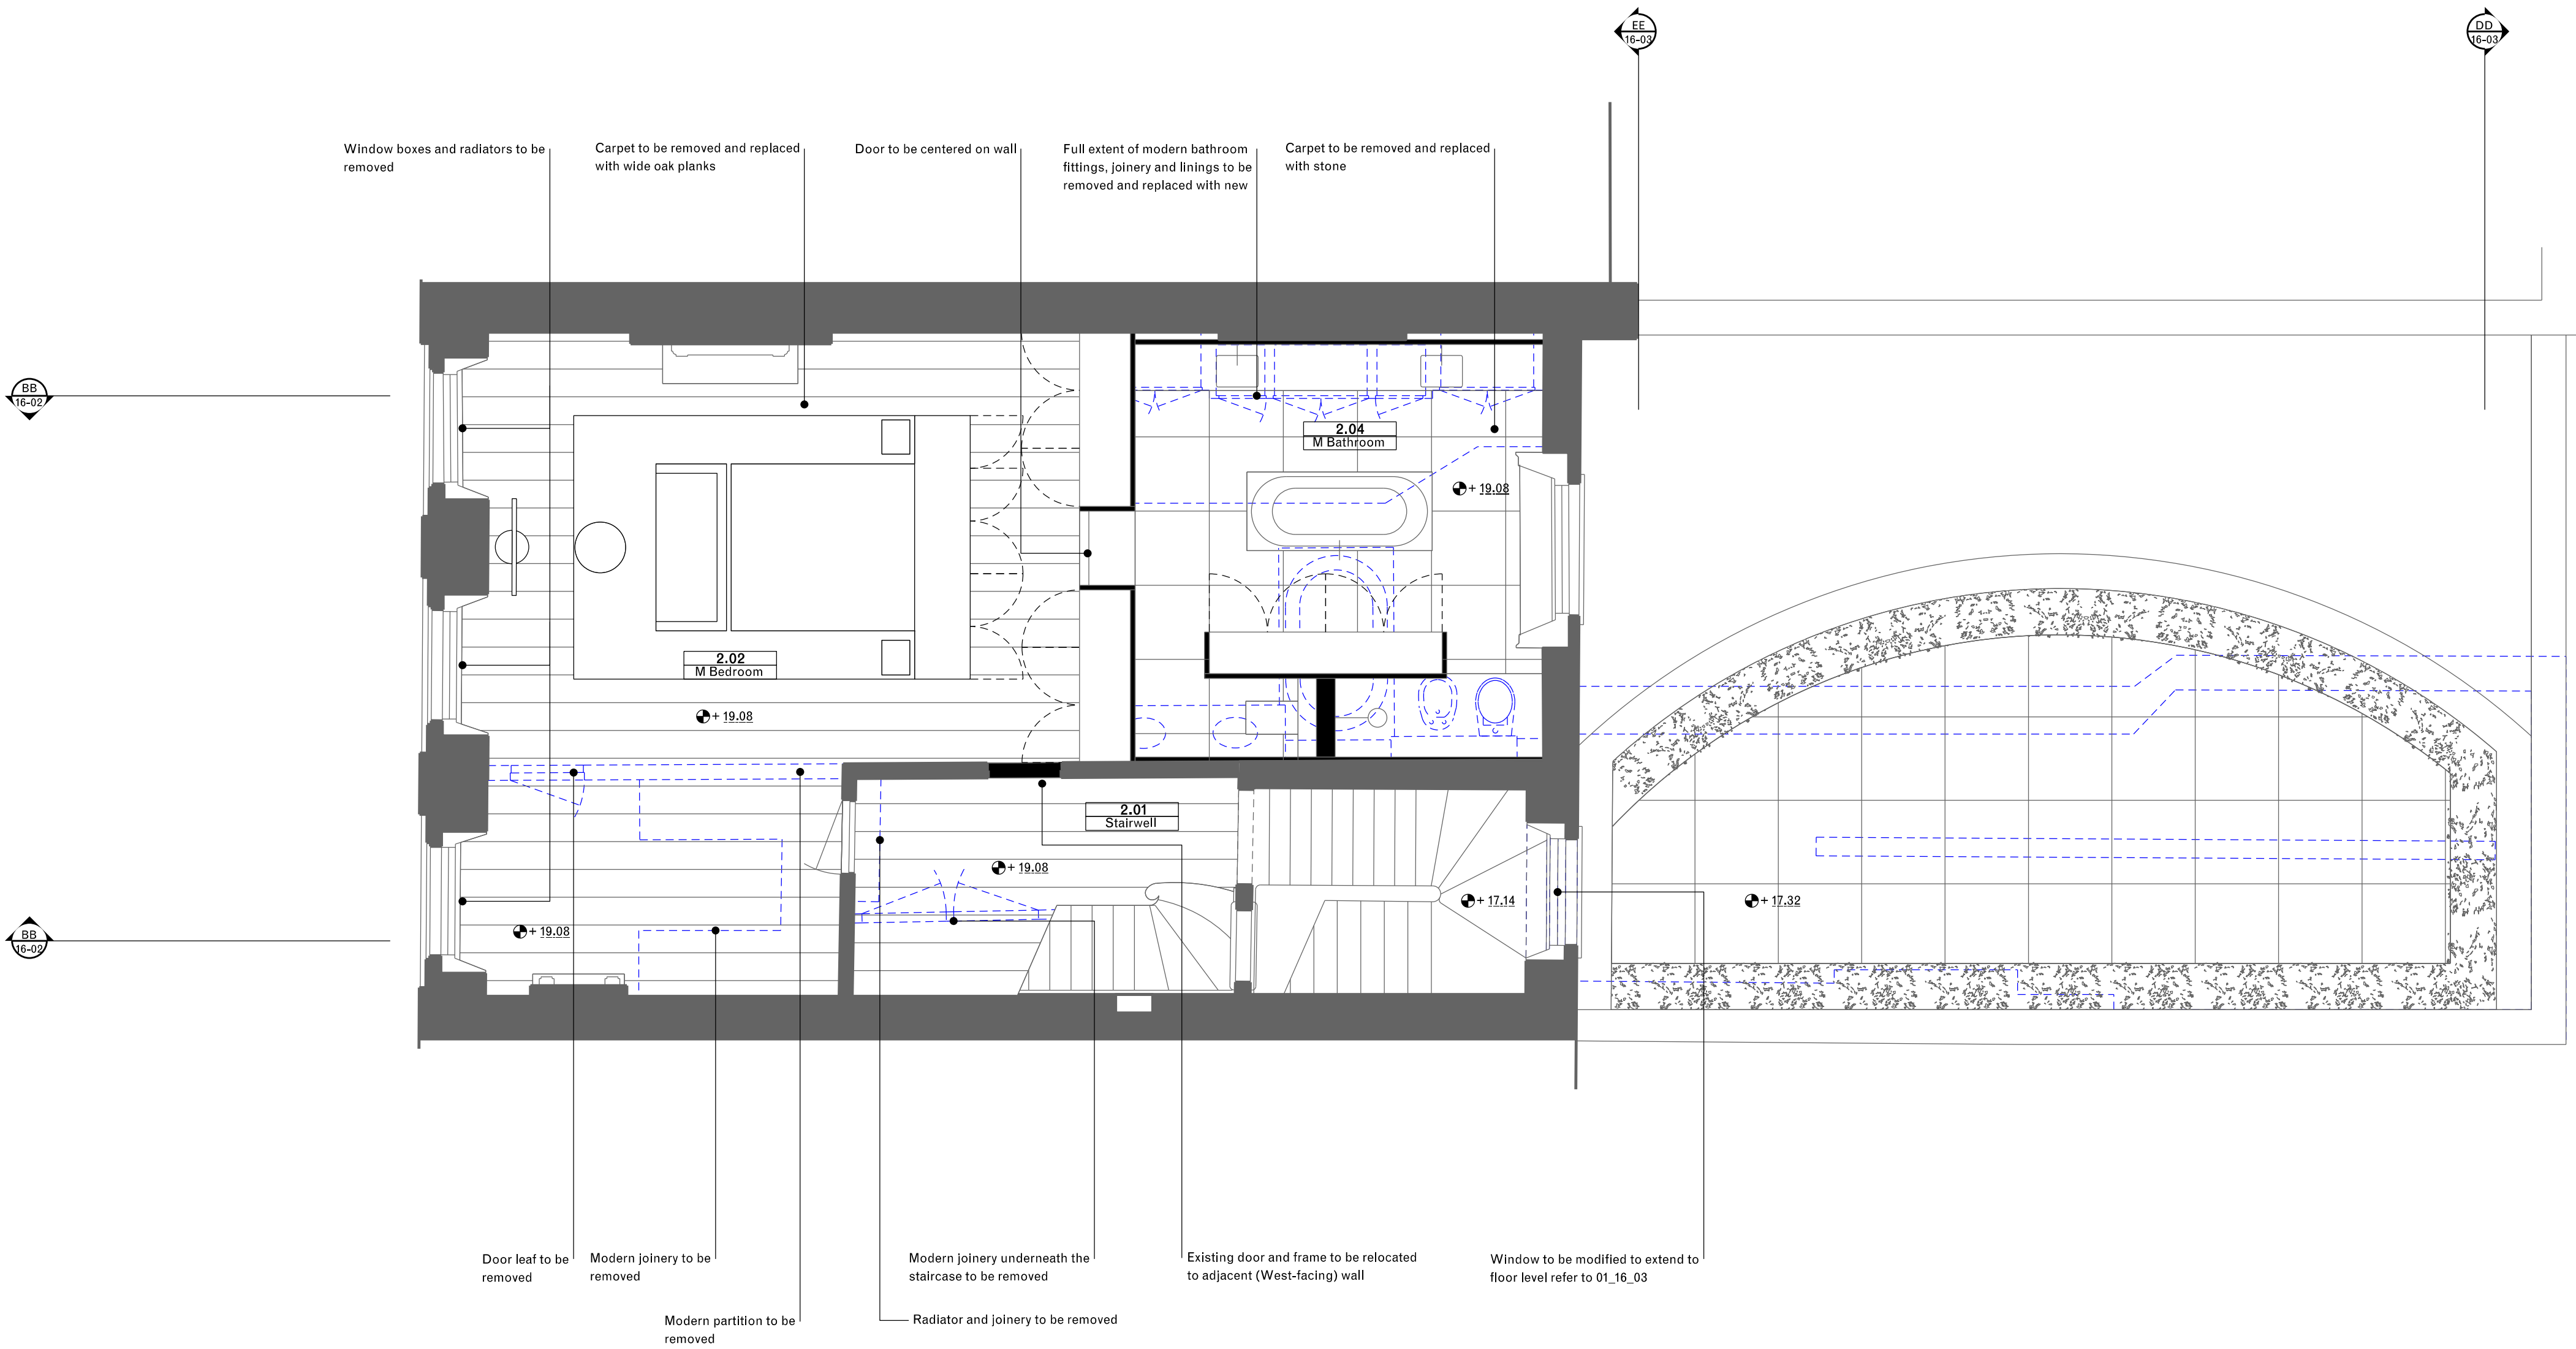 EE
16-03
DD
16-03
Window boxes and radiators to be
removed
Carpet to be removed and replaced
with wide oak planks
Door to be centered on wall
Full extent of modern bathroom
fittings, joinery and linings to be
removed and replaced with new
Carpet to be removed and replaced
with stone
BB
16-02
2.04
M Bathroom
+ 19.08
2.02
M Bedroom
+ 19.08
2.01
Stairwell
+ 19.08
+ 17.14
+ 17.32
+ 19.08
BB
16-02
Door leaf to be
removed
Modern joinery to be
removed
Modern joinery underneath the
staircase to be removed
Existing door and frame to be relocated
to adjacent (West-facing) wall
Window to be modified to extend to
floor level refer to 01_16_03
Modern partition to be
removed
Radiator and joinery to be removed